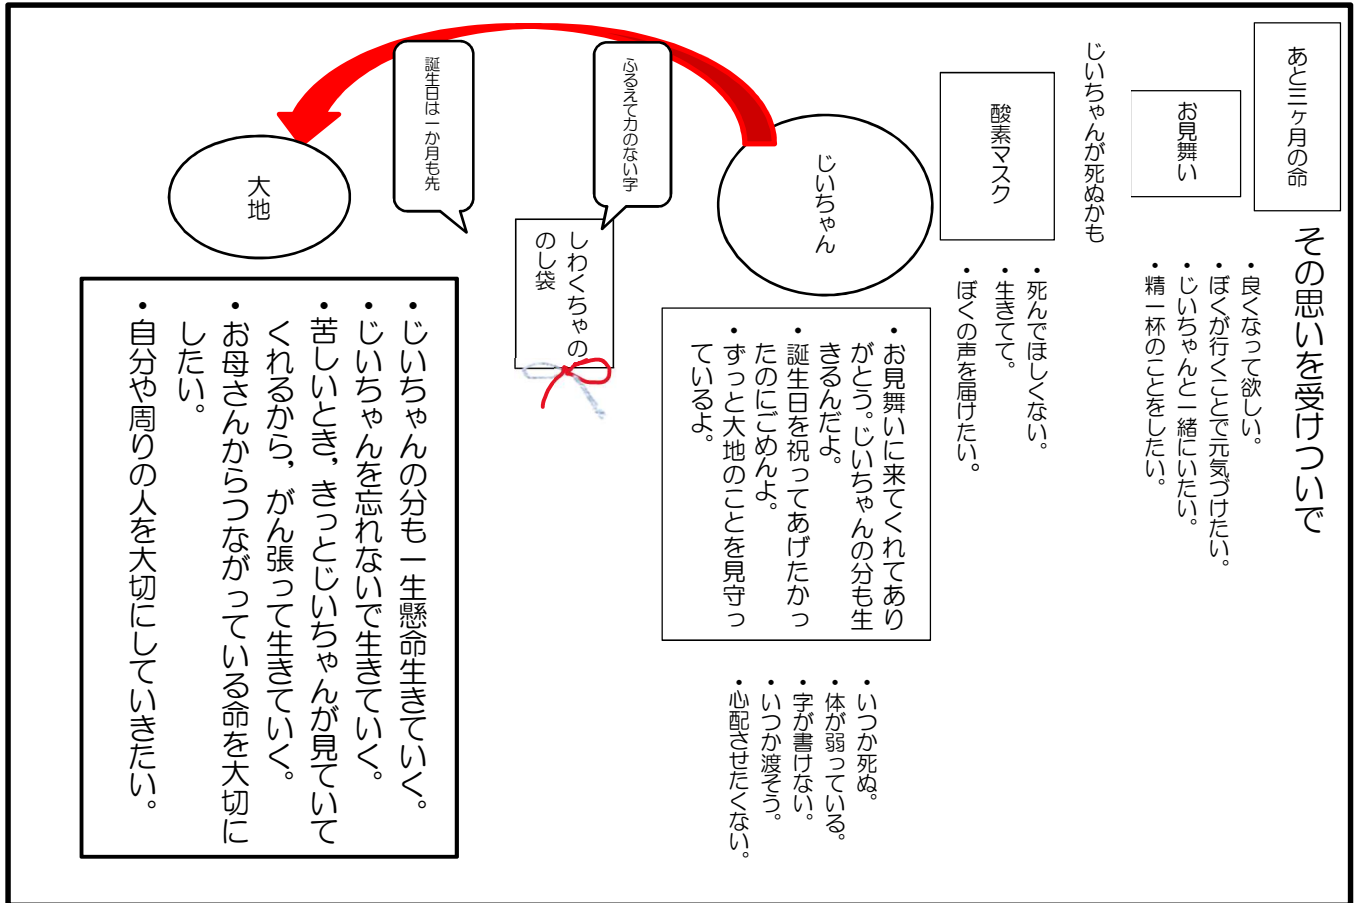 その思いを受けついで
あと三ヶ月の命
お見舞い
・良くなって欲しい。
・ぼくが行くことで元気づけたい。
・じいちゃんと一緒にいたい。
・精一杯のことをしたい。
じいちゃんが死ぬかも
酸素マスク
・死んでほしくない。
・生きてて。
・ぼくの声を届けたい。
じいちゃん
・お見舞いに来てくれてあり
がとう。じいちゃんの分も生
きるんだよ。
・誕生日を祝ってあげたかっ
たのにごめんよ。
・ずっと大地のことを見守っ
ているよ。
・いつか死ぬ。
・体が弱っている。
・字が書けない。
・いつか渡そう。
・心配させたくない。
ふるえて力のない字
しわくちゃの
のし袋
誕生日は一か月も先
大地
・じいちゃんの分も一生懸命生きていく。
・じいちゃんを忘れないで生きていく。
・苦しいとき，きっとじいちゃんが見ていて
くれるから，がん張って生きていく。
・お母さんからつながっている命を大切に
したい。
・自分や周りの人を大切にしていきたい。